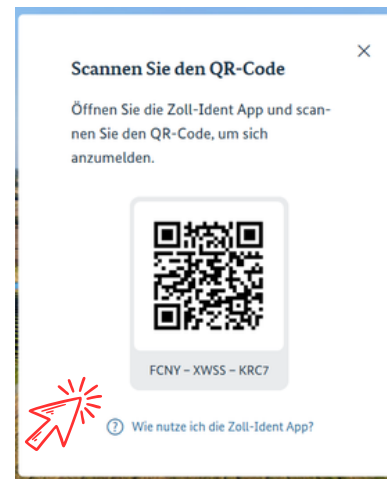 Scannen Sie den QR-Code
Öffnen Sie die Zoll-Ident App und scan-
nen Sie den QR-Code, um sich
anzumelden.
FCNY – XWSS – KRC7
Wie nutze ich die Zoll-Ident App?